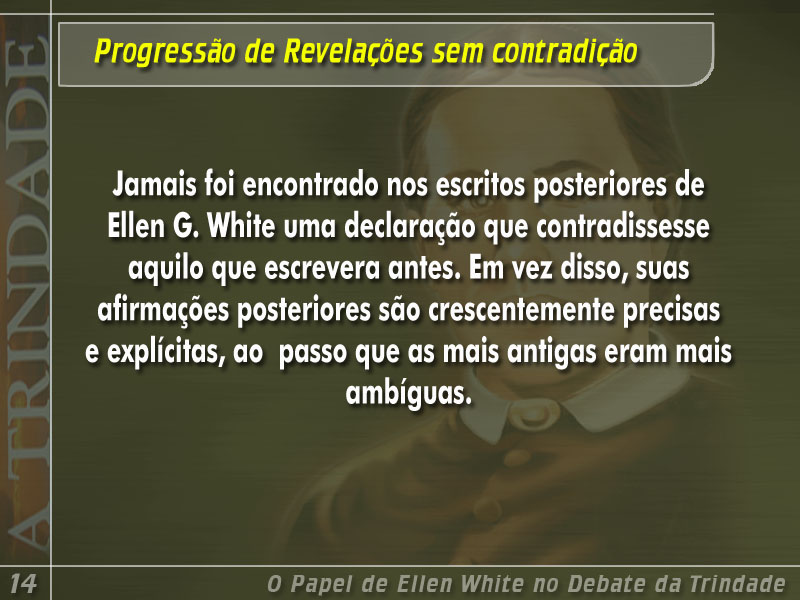 Progressão de Revelações sem contradição
Jamais foi encontrado nos escritos posteriores de
Ellen G. White uma declaração que contradissesse
aquilo que escrevera antes. Em vez disso, suas
afirmações posteriores são crescentemente precisas
e explícitas, ao passo que as mais antigas eram mais
ambíguas.
A TRINDADE
14
O Papel de Ellen White no Debate da Trindade